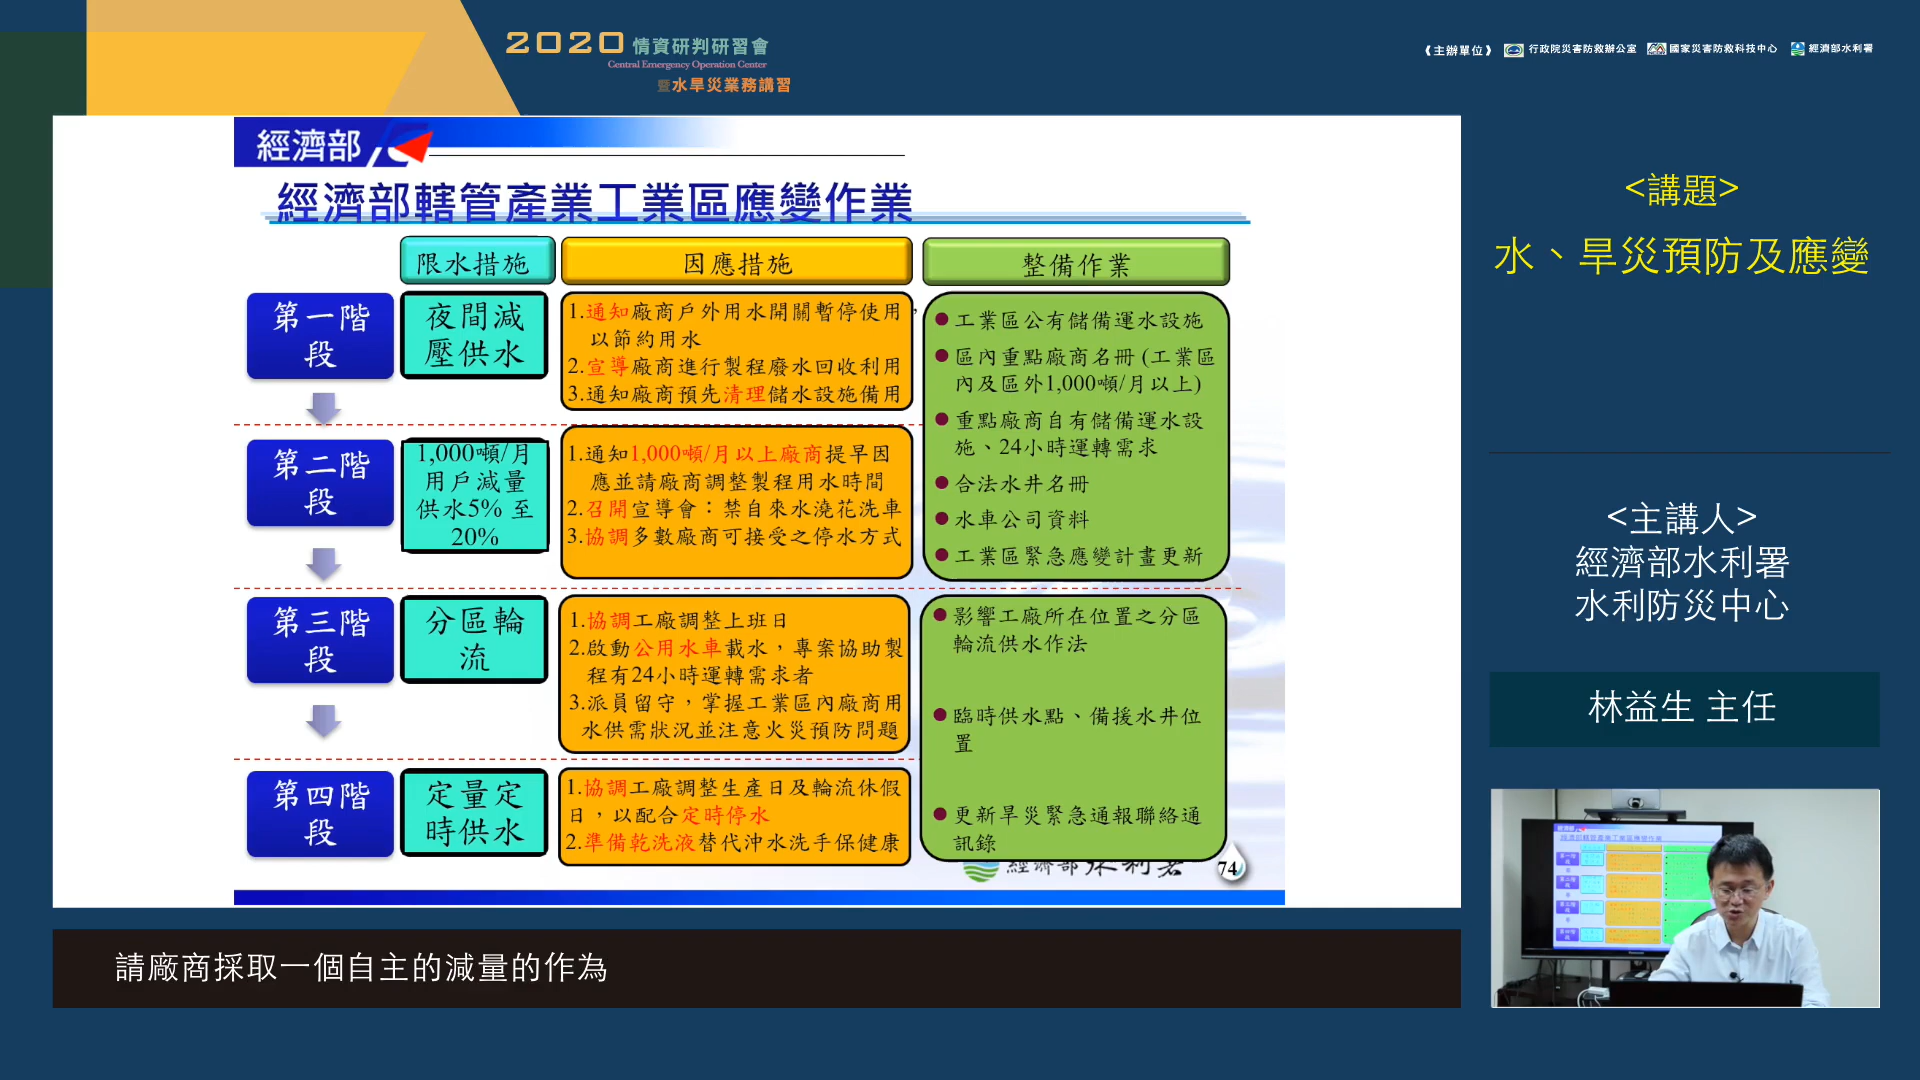 2020 情資研判研習會
Central Emergency Operation Center
暨水旱災業務講習
《主辦單位》 行政院災害防救辦公室 國家災害防救科技中心 經濟部水利署
經濟部
經濟部轄管產業工業區應變作業
限水措施
因應措施
整備作業
第一階
段
夜間減
壓供水
1.通知廠商戶外用水開關暫停使用，
以節約用水
2.宣導廠商進行製程廢水回收利用
3.通知廠商預先清理儲水設施備用
第二階
段
1,000噸/月
用戶減量
供水5% 至
20%
1.通知1,000噸/月以上廠商提早因
應並請廠商調整製程用水時間
2.召開宣導會：禁自來水澆花洗車
3.協調多數廠商可接受之停水方式
●工業區公有儲備運水設施
●區內重點廠商名冊 (工業區
內及區外1,000噸/月以上)
●重點廠商自有儲備運水設
施、24小時運轉需求
●合法水井名冊
●水車公司資料
●工業區緊急應變計畫更新
第三階
段
分區輪
流
1.協調工廠調整上班日
2.啟動公用水車載水，專案協助製
程有24小時運轉需求者
3.派員留守，掌握工業區內廠商用
水供需狀況並注意火災預防問題
第四階
段
定量定
時供水
1.協調工廠調整生產日及輪流休假
日，以配合定時停水
2.準備乾洗液替代沖水洗手保健康
●影響工廠所在位置之分區
輪流供水作法
●臨時供水點、備援水井位
置
●更新旱災緊急通報聯絡通
訊錄
經濟部水利署
74
<講題>
水、旱災預防及應變
<主講人>
經濟部水利署
水利防災中心
林益生 主任
請廠商採取一個自主的減量的作為